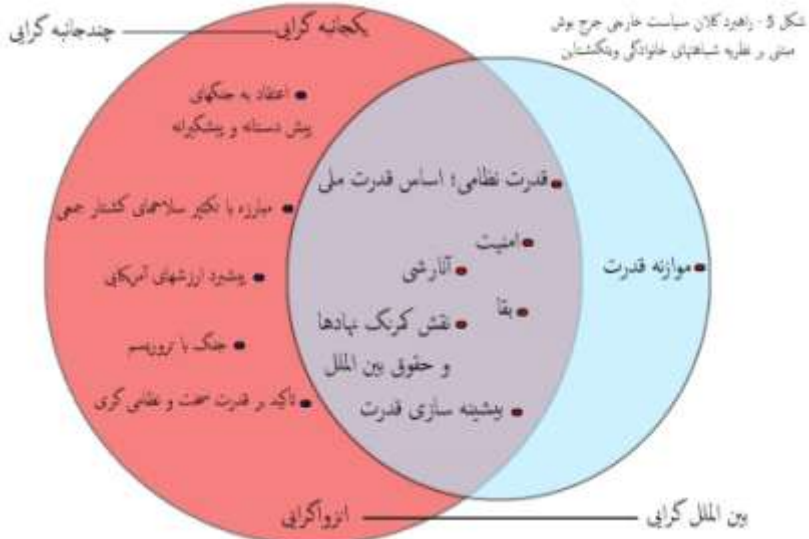 شکل 5 - راهبرد کلان سیاست خارجی جرج بوش
مبتنی بر نظریه شباهتهای خانوادگی ویتگنشتاین
یکجانبه گرایی
چندجانبه گرایی
اعتقاد به جنگهای
پیش دستانه و پیشگیرانه
مبارزه با تکثیر سلاحهای کشتار جمعی
پیشبرد ارزشهای آمریکایی
جنگ با تروریسم
تاکید بر قدرت سخت و نظامی گری
قدرت نظامی؛ اساس قدرت ملی
امنیت
آنارشی
بقا
نقش کمرنگ نهادها
و حقوق بین الملل
بیشینه سازی قدرت
موازنه قدرت
بین الملل گرایی
انزواگرایی